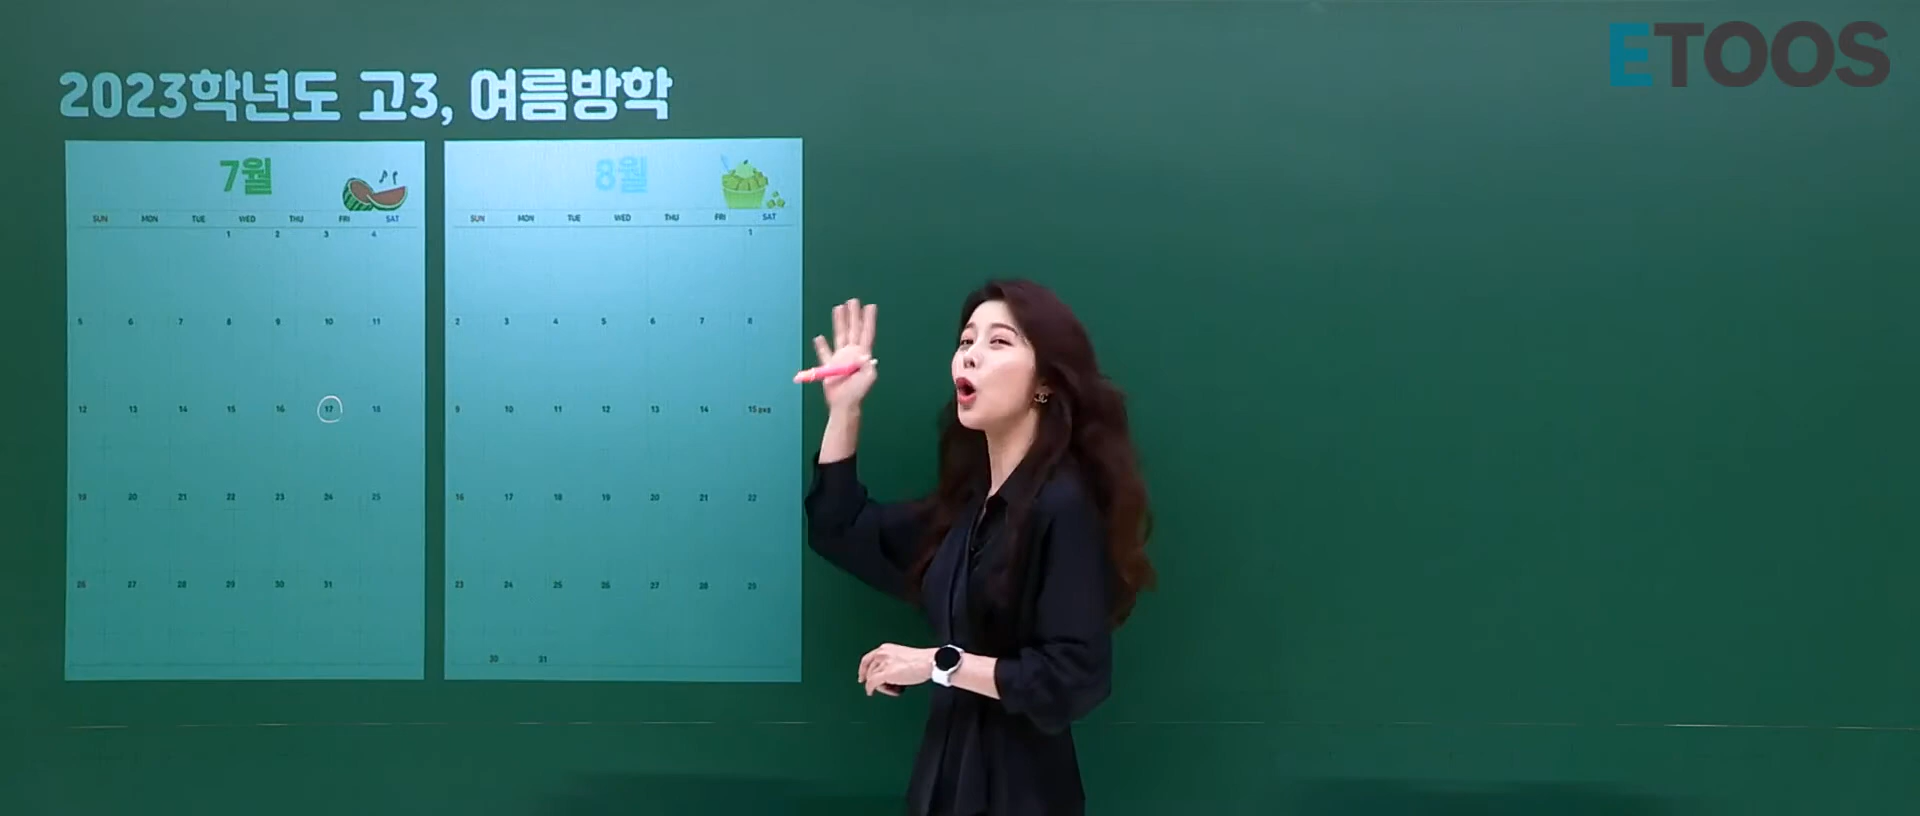 ETOOS
2023학년도 고3, 여름방학
7월
SUN MON TUE WED THU FRI SAT
1 2 3 4
5 6 7 8 9 10 11
12 13 14 15 16 17 18
19 20 21 22 23 24 25
26 27 28 29 30 31
8월
SUN MON TUE WED THU FRI SAT
1
2 3 4 5 6 7 8
9 10 11 12 13 14 15
16 17 18 19 20 21 22
23 24 25 26 27 28 29
30 31